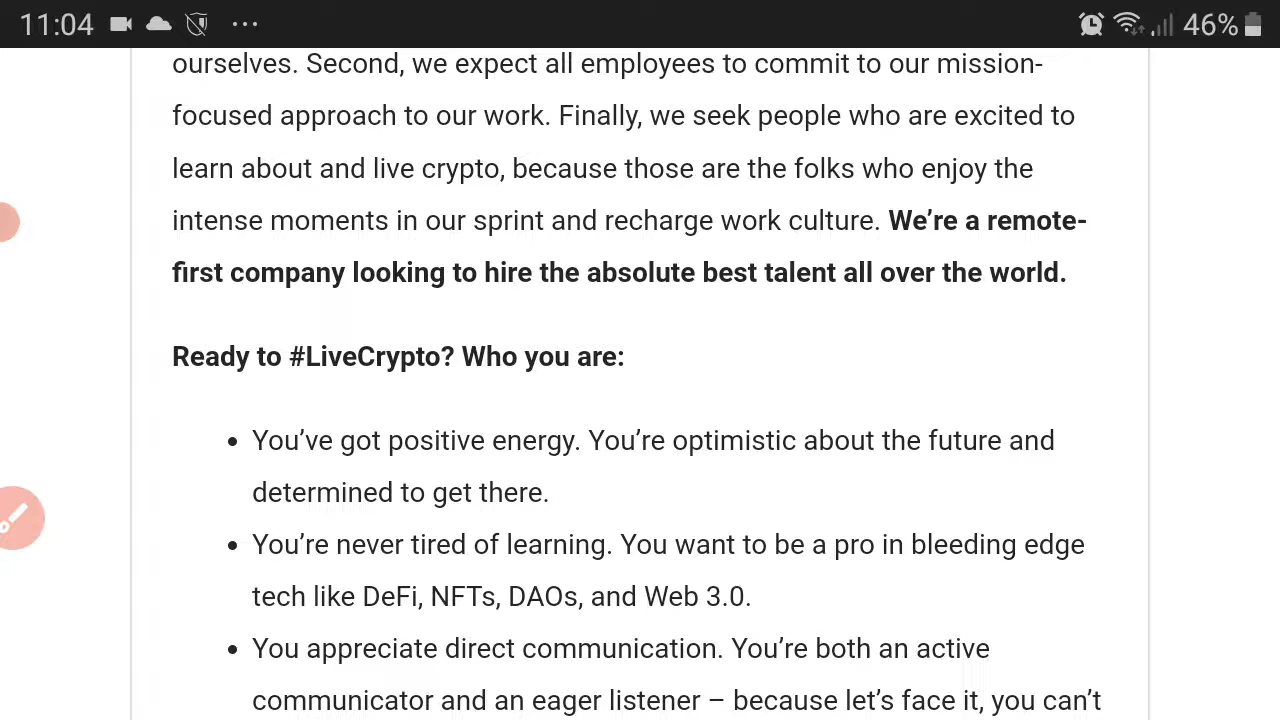 11:04 ... 46%
ourselves. Second, we expect all employees to commit to our mission-
focused approach to our work. Finally, we seek people who are excited to
learn about and live crypto, because those are the folks who enjoy the
intense moments in our sprint and recharge work culture. We’re a remote-
first company looking to hire the absolute best talent all over the world.
Ready to #LiveCrypto? Who you are:
• You’ve got positive energy. You’re optimistic about the future and
determined to get there.
• You’re never tired of learning. You want to be a pro in bleeding edge
tech like DeFi, NFTs, DAOs, and Web 3.0.
• You appreciate direct communication. You’re both an active
communicator and an eager listener – because let’s face it, you can’t